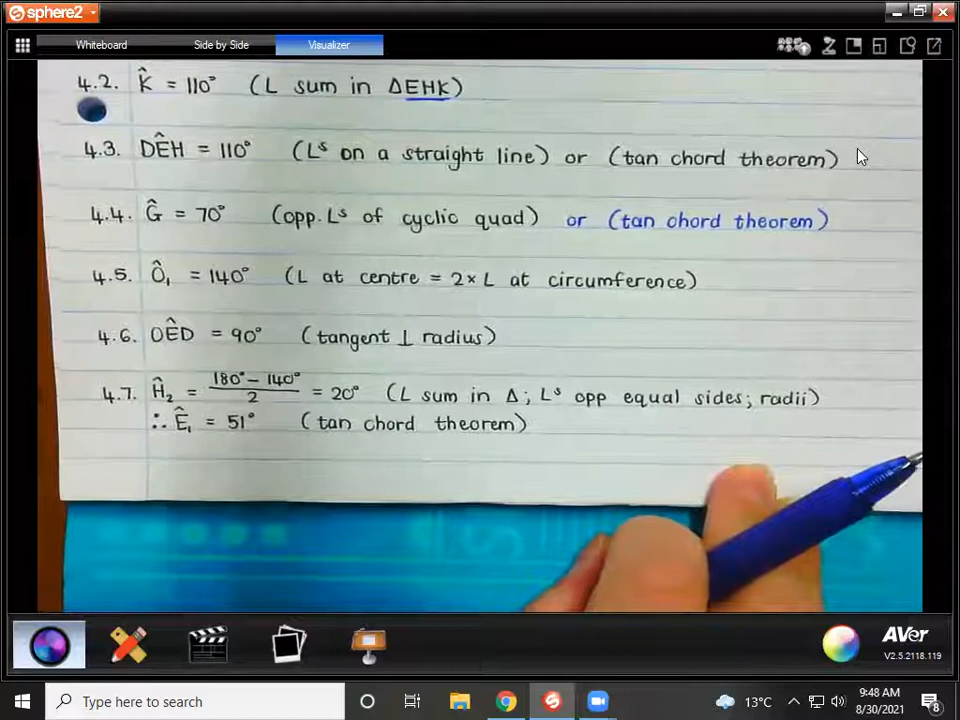 sphere2
Whiteboard Side by Side Visualizer
4.2. K̂ = 110° (L sum in ΔEHK)
4.3. DÊH = 110° (Lˢ on a straight line) or (tan chord theorem)
4.4. Ĝ = 70° (opp. Lˢ of cyclic quad) or (tan chord theorem)
4.5. Ô₁ = 140° (L at centre = 2× L at circumference)
4.6. OÊD = 90° (tangent ⊥ radius)
4.7. Ĥ₂ = (180° − 140°)/2 = 20° (L sum in Δ; Lˢ opp equal sides; radii)
∴ Ê₁ = 51° (tan chord theorem)
AVer
V2.5.2118.119
Type here to search
13°C
9:48 AM
8/30/2021
8